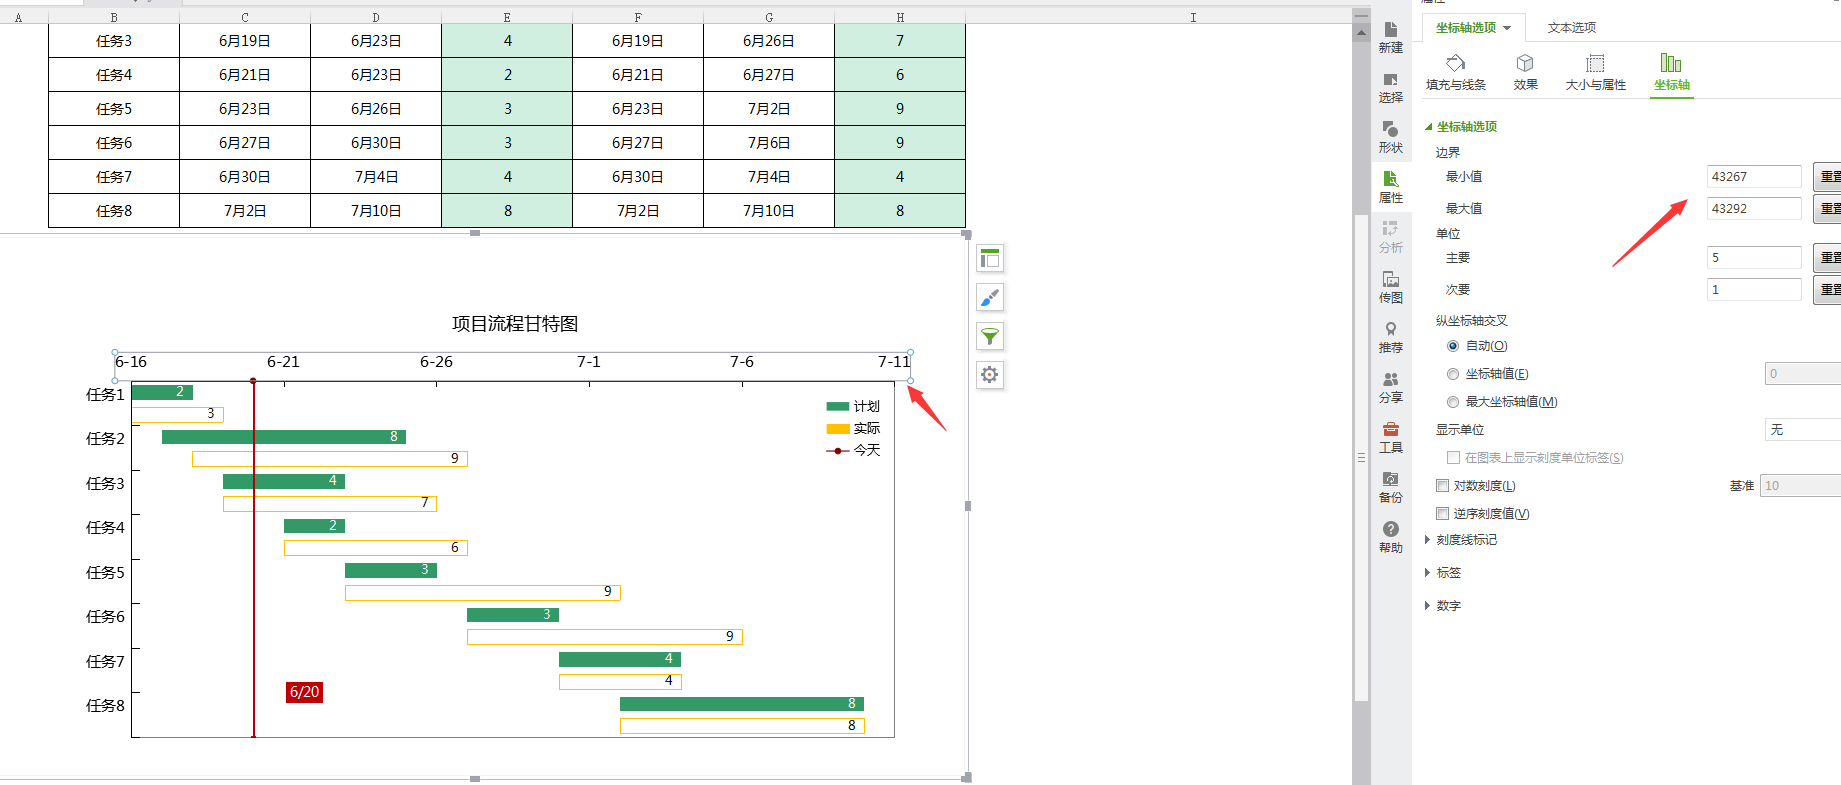 A B C D E F G H I
任务3 6月19日 6月23日 4 6月19日 6月26日 7
任务4 6月21日 6月23日 2 6月21日 6月27日 6
任务5 6月23日 6月26日 3 6月23日 7月2日 9
任务6 6月27日 6月30日 3 6月27日 7月6日 9
任务7 6月30日 7月4日 4 6月30日 7月4日 4
任务8 7月2日 7月10日 8 7月2日 7月10日 8
项目流程甘特图
6-16 6-21 6-26 7-1 7-6 7-11
任务1 2
3
任务2 8
9
任务3 4
7
任务4 2
6
任务5 3
9
任务6 3
9
任务7 4
4
任务8 8
8
计划
实际
今天
6/20
新建
选择
形状
属性
分析
传图
推荐
分享
工具
备份
帮助
坐标轴选项 文本选项
填充与线条 效果 大小与属性 坐标轴
坐标轴选项
边界
最小值 43267 重置
最大值 43292 重置
单位
主要 5 重置
次要 1 重置
纵坐标轴交叉
自动(O)
坐标轴值(E) 0
最大坐标轴值(M)
显示单位 无
在图表上显示刻度单位标签(S)
对数刻度(L) 基准 10
逆序刻度值(V)
刻度线标记
标签
数字